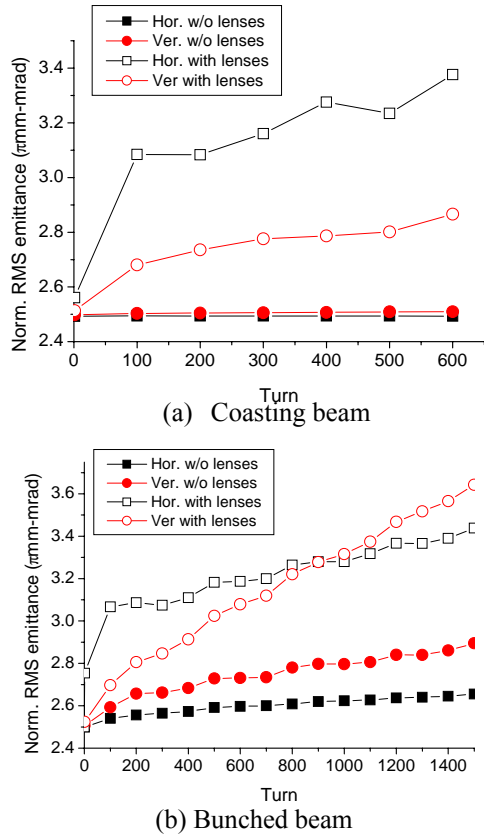 Hor. w/o lenses
Ver. w/o lenses
Hor. with lenses
Ver with lenses
Norm. RMS emittance (πmm-mrad)
3.4
3.2
3.0
2.8
2.6
2.4
0 100 200 300 400 500 600
Turn
(a) Coasting beam
Hor. w/o lenses
Ver. w/o lenses
Hor. with lenses
Ver with lenses
Norm. RMS emittance (πmm-mrad)
3.6
3.4
3.2
3.0
2.8
2.6
2.4
0 200 400 600 800 1000 1200 1400
Turn
(b) Bunched beam